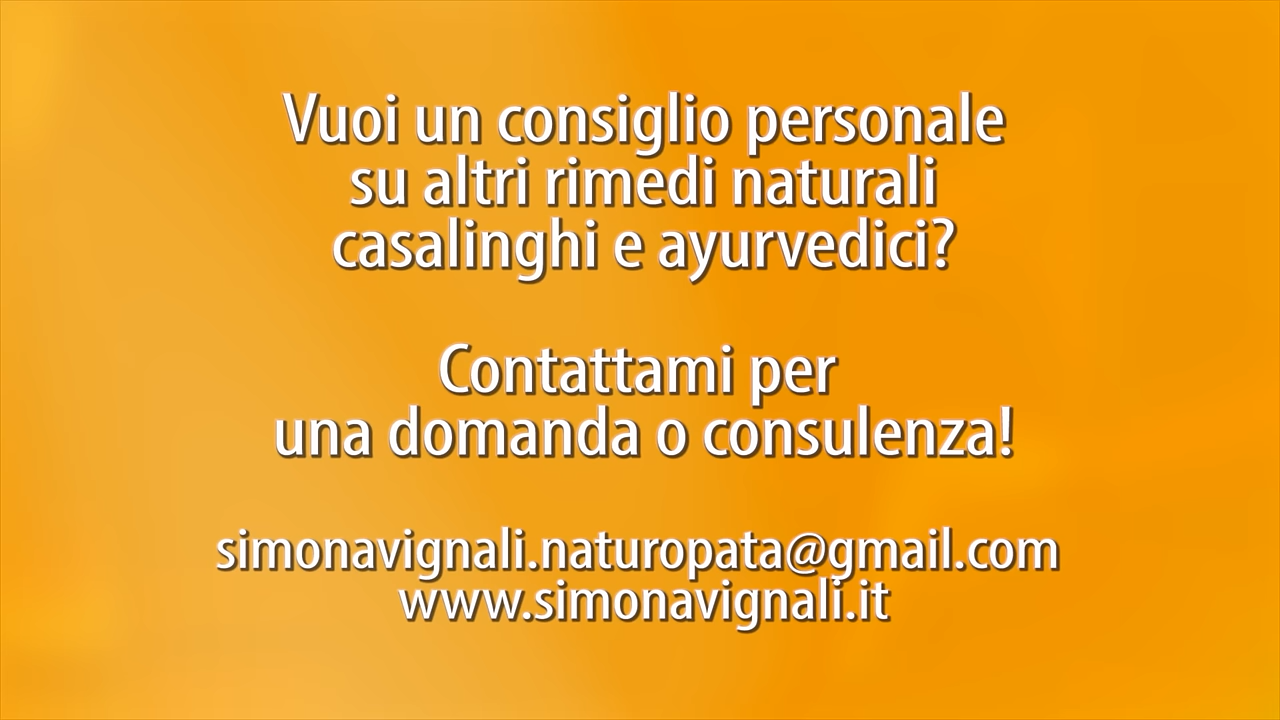 Vuoi un consiglio personale
su altri rimedi naturali
casalinghi e ayurvedici?
Contattami per
una domanda o consulenza!
simonavignali.naturopata@gmail.com
www.simonavignali.it